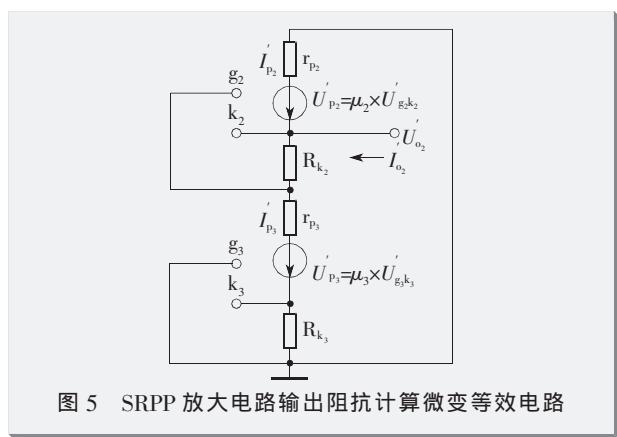 I'p₂ rp₂
g₂
U'p₂=μ₂×U'g₂k₂
k₂
U'o₂
Rk₂
I'o₂
I'p₃ rp₃
g₃
U'p₃=μ₃×U'g₃k₃
k₃
Rk₃
图 5 SRPP 放大电路输出阻抗计算微变等效电路